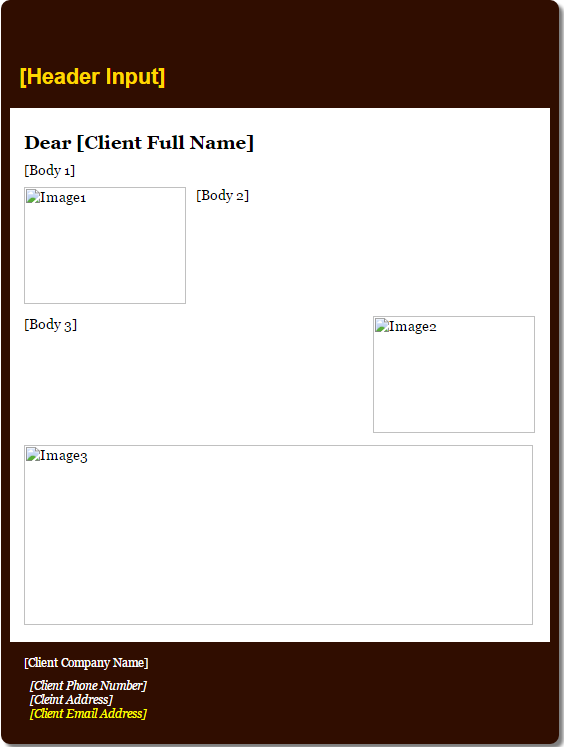 [Header Input]
Dear [Client Full Name]
[Body 1]
Image1
[Body 2]
[Body 3]
Image2
Image3
[Client Company Name]
[Client Phone Number]
[Cleint Address]
[Client Email Address]